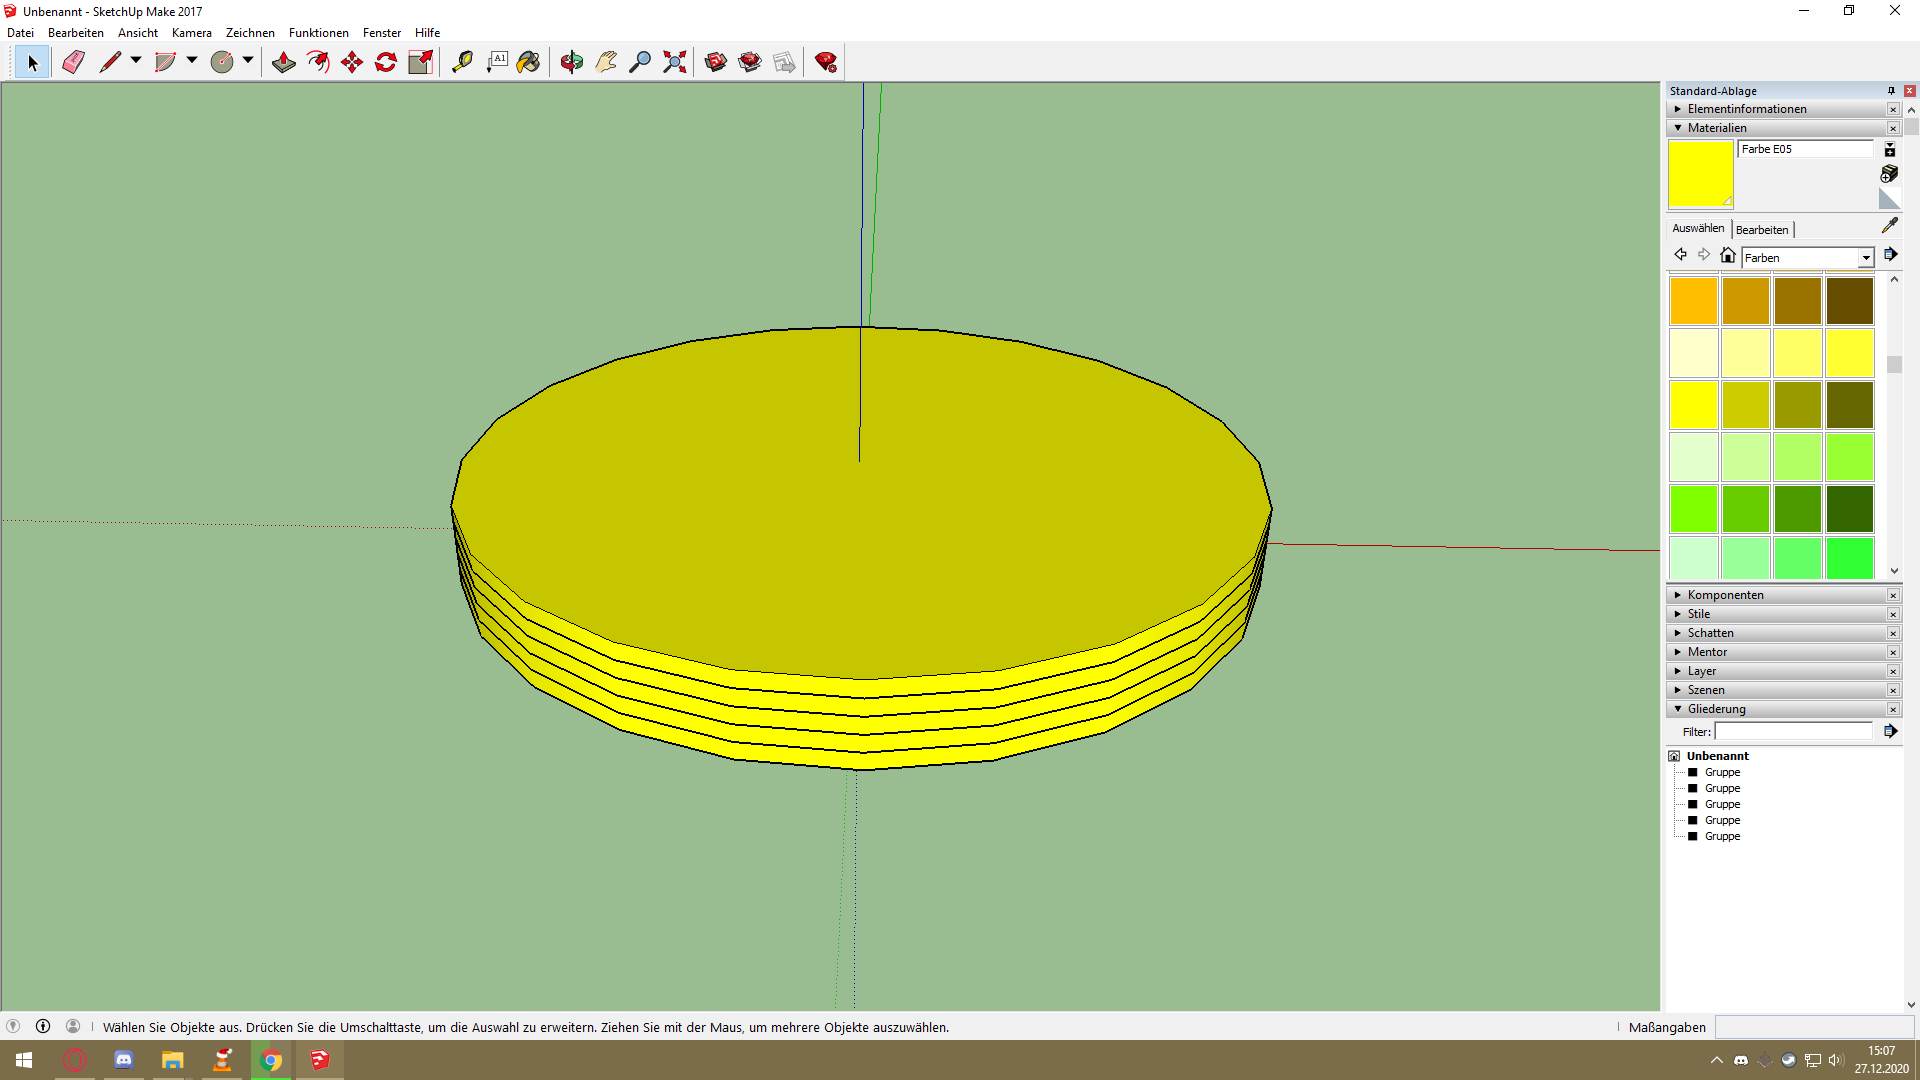 Unbenannt - SketchUp Make 2017
Datei Bearbeiten Ansicht Kamera Zeichnen Funktionen Fenster Hilfe
A1
Standard-Ablage
Elementinformationen
Materialien
Farbe E05
Auswählen Bearbeiten
Farben
Komponenten
Stile
Schatten
Mentor
Layer
Szenen
Gliederung
Filter:
Unbenannt
Gruppe
Gruppe
Gruppe
Gruppe
Gruppe
Wählen Sie Objekte aus. Drücken Sie die Umschalttaste, um die Auswahl zu erweitern. Ziehen Sie mit der Maus, um mehrere Objekte auszuwählen.
Maßangaben
15:07
27.12.2020